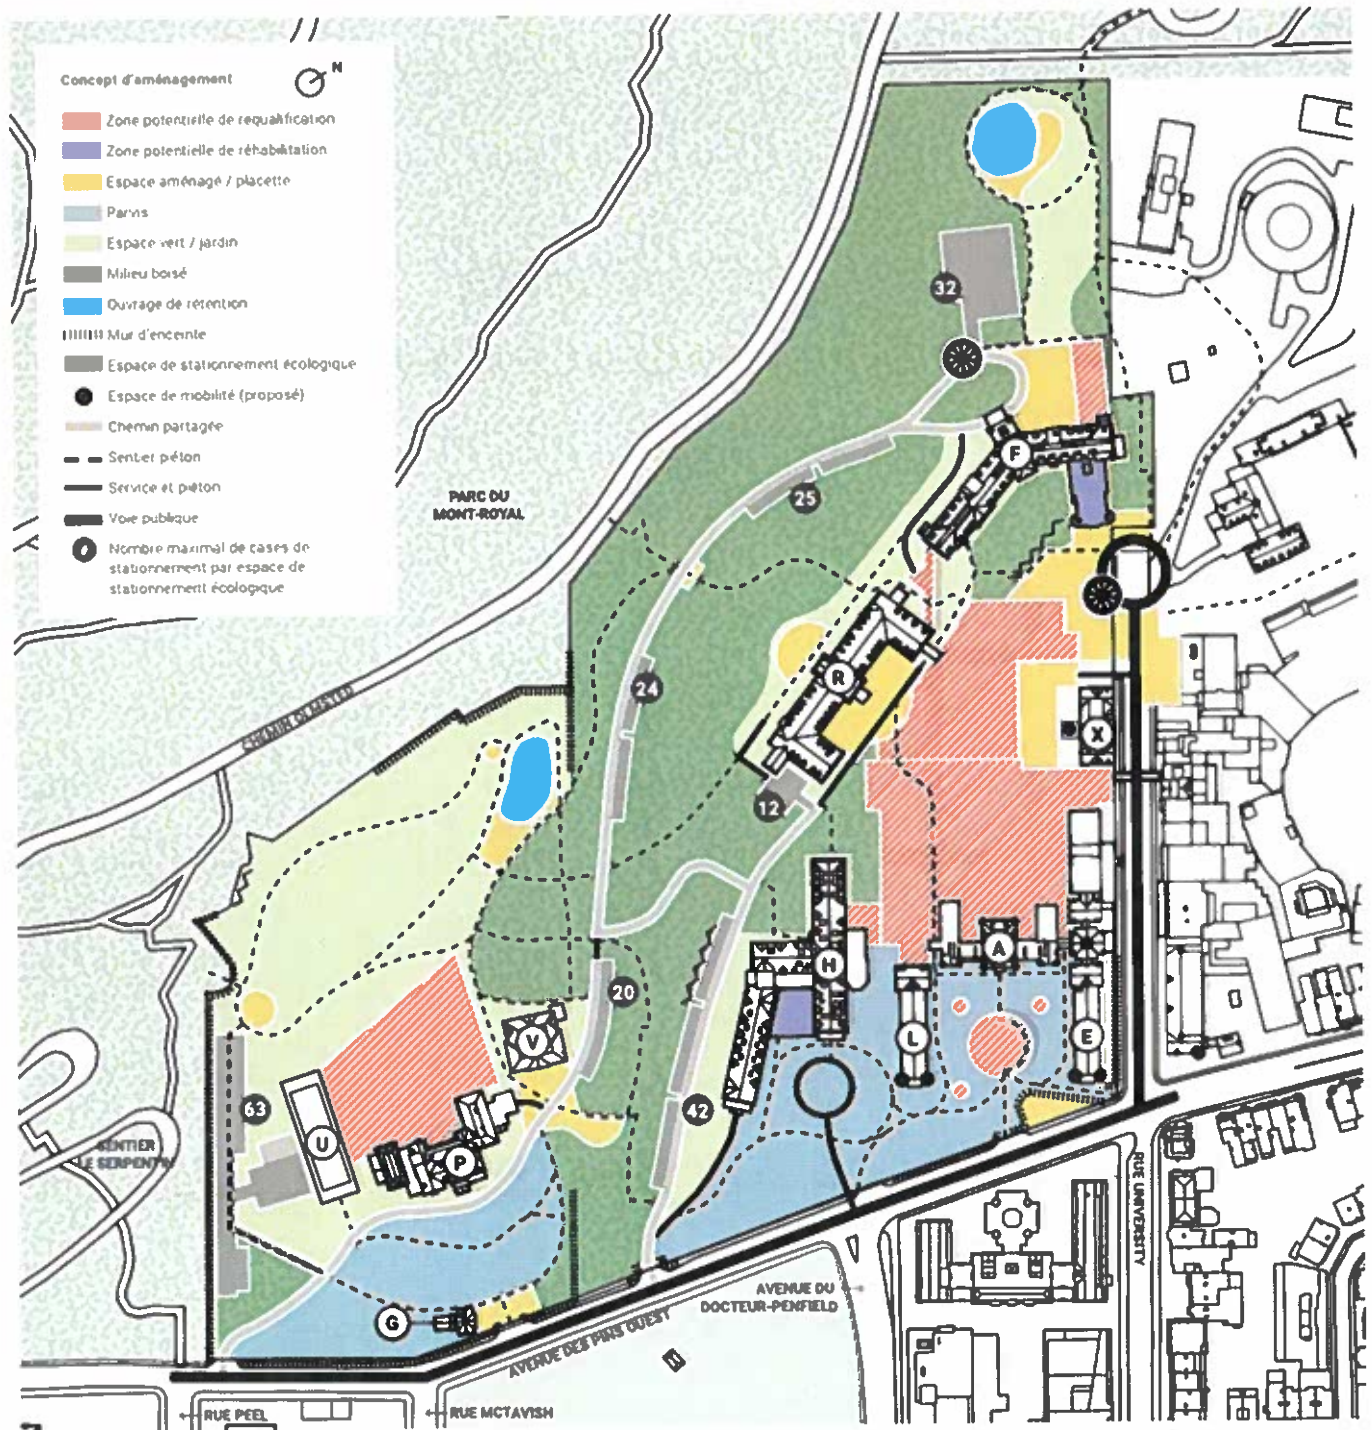 Concept d'aménagement
N
Zone potentielle de requalification
Zone potentielle de réhabilitation
Espace aménagé / placette
Parvis
Espace vert / jardin
Milieu boisé
Ouvrage de rétention
Mur d'enceinte
Espace de stationnement écologique
Espace de mobilité (proposé)
Chemin partagée
Sentier piéton
Service et piéton
Voie publique
0
Nombre maximal de cases de
stationnement par espace de
stationnement écologique
32
F
25
PARC DU
MONT-ROYAL
R
24
X
CHEMIN OLMSTED
12
A
H
20
V
L
E
63
42
U
P
SENTIER
LE SERPENTIN
RUE UNIVERSITY
AVENUE DU
DOCTEUR-PENFIELD
G
AVENUE DES PINS OUEST
RUE PEEL
RUE MCTAVISH